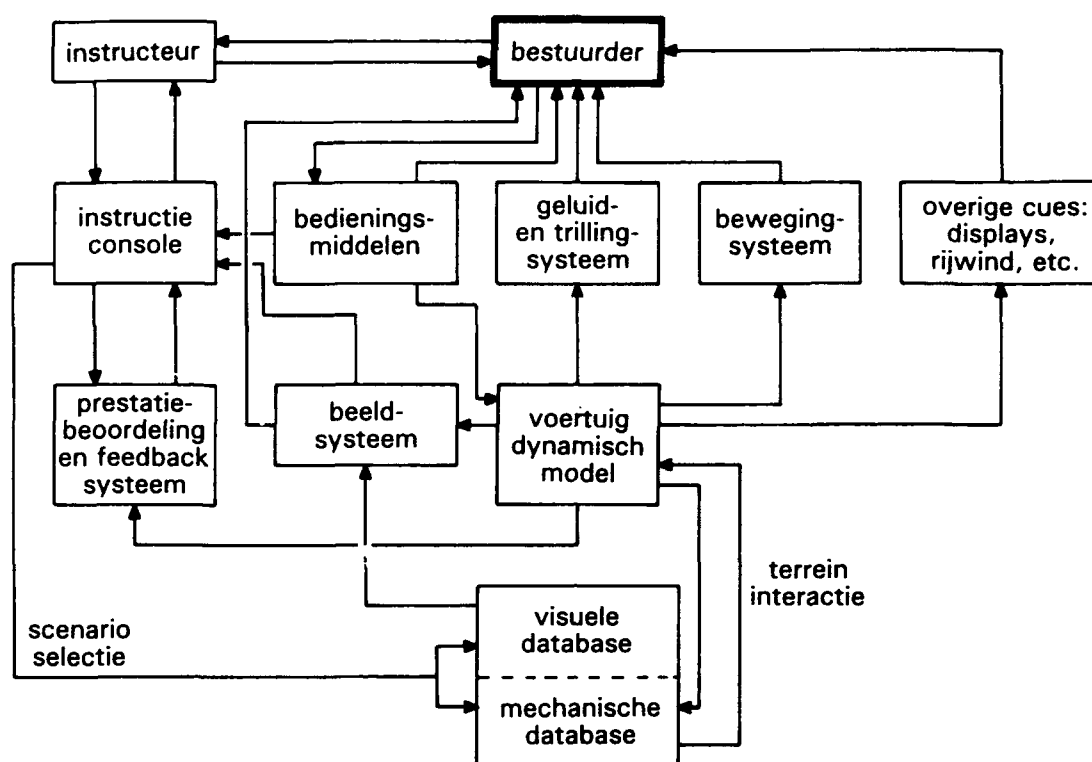 instructeur
bestuurder
instructie
console
bedienings-
middelen
geluid-
en trilling-
systeem
beweging-
systeem
overige cues:
displays,
rijwind, etc.
prestatie-
beoordeling
en feedback
systeem
beeld-
systeem
voertuig
dynamisch
model
terrein
interactie
scenario
selectie
visuele
database
mechanische
database